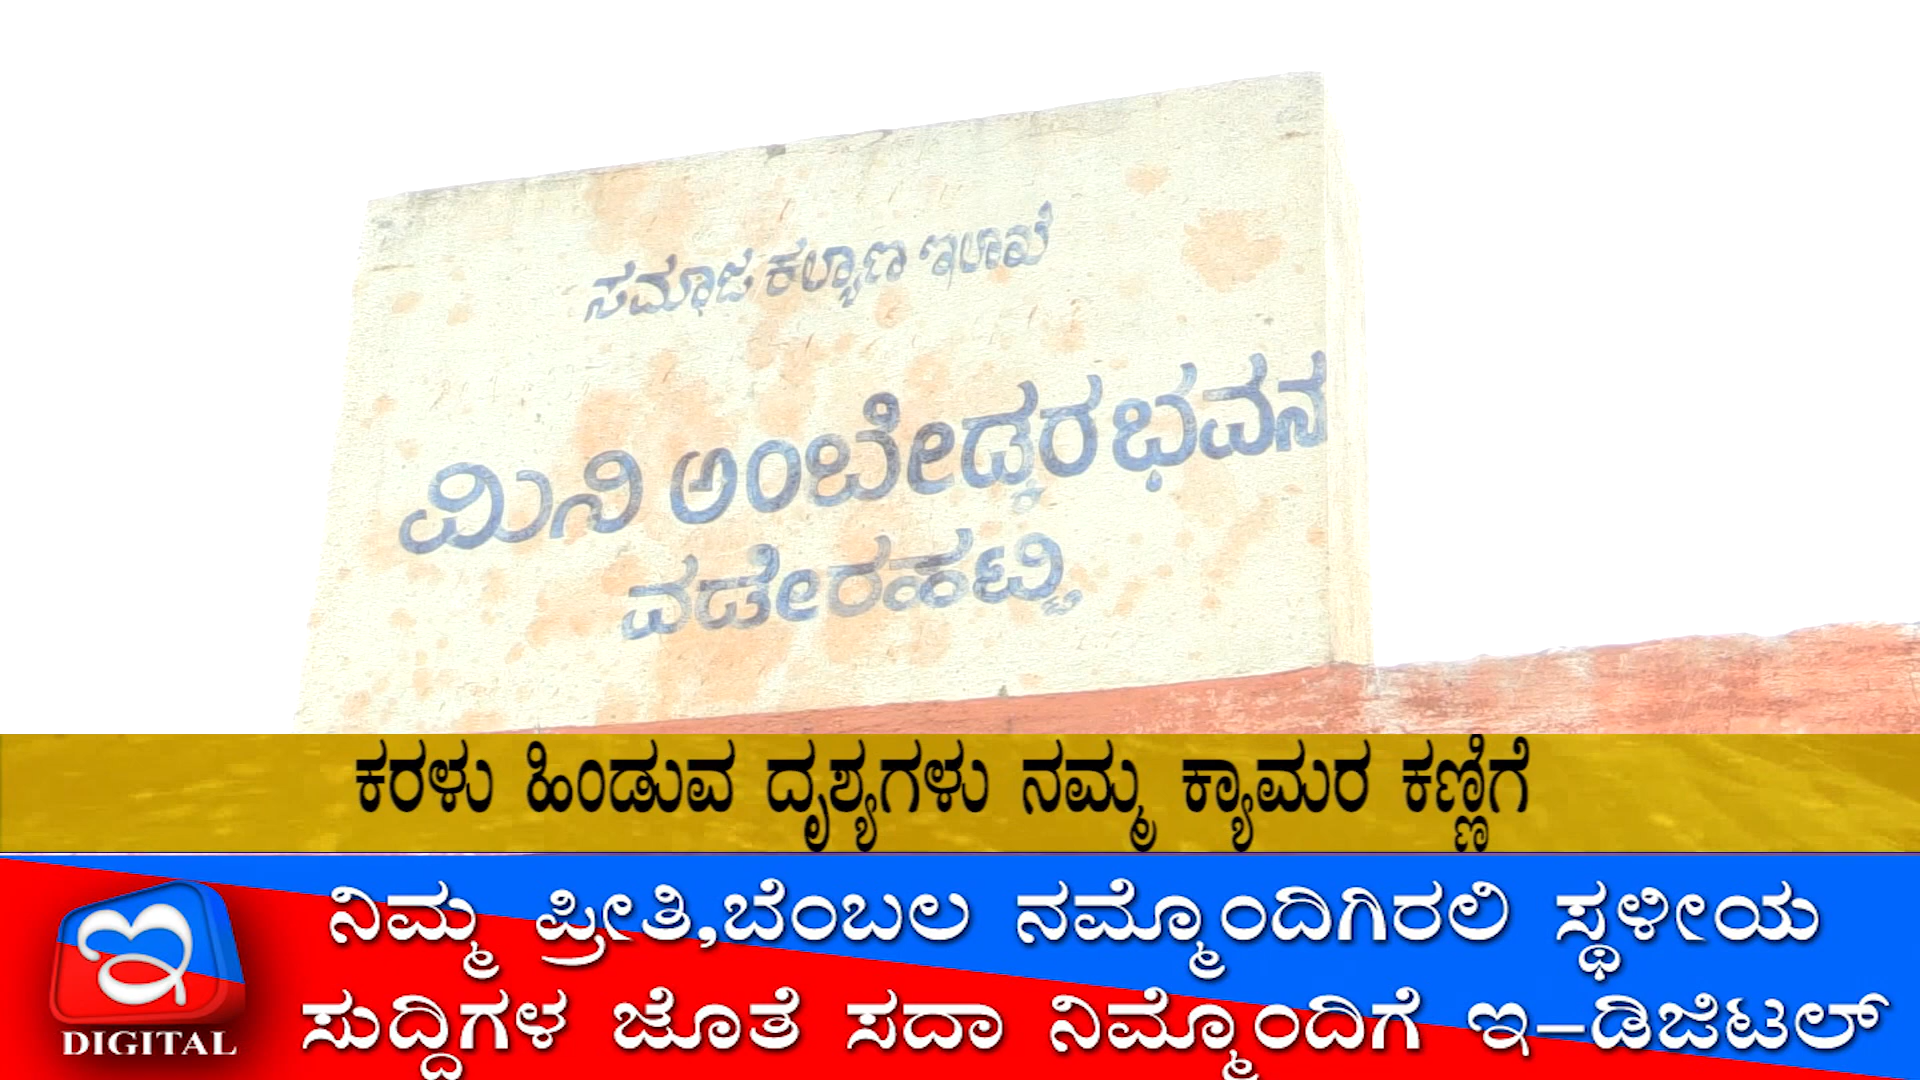 ಸಮಾಜ ಕಲ್ಯಾಣ ಇಲಾಖೆ
ಮಿನಿ ಅಂಬೇಡ್ಕರ ಭವನ
ವಡೇರಹಟ್ಟಿ
ಕರಳು ಹಿಂಡುವ ದೃಶ್ಯಗಳು ನಮ್ಮ ಕ್ಯಾಮರ ಕಣ್ಣಿಗೆ
ನಿಮ್ಮ ಪ್ರೀತಿ,ಬೆಂಬಲ ನಮ್ಮೊಂದಿಗಿರಲಿ ಸ್ಥಳೀಯ
ಸುದ್ದಿಗಳ ಜೊತೆ ಸದಾ ನಿಮ್ಮೊಂದಿಗೆ ಇ-ಡಿಜಿಟಲ್
ಇ
DIGITAL